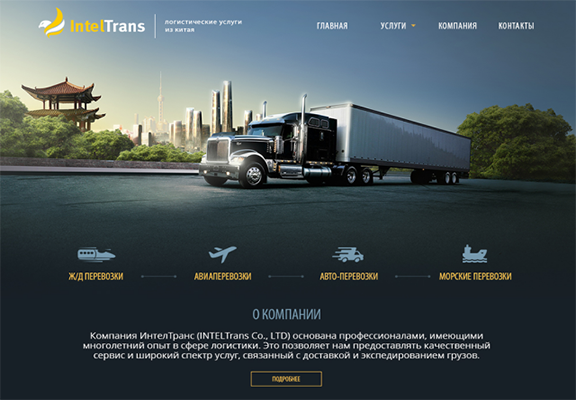 IntelTrans
логистические услуги
из китая
ГЛАВНАЯ
УСЛУГИ
КОМПАНИЯ
КОНТАКТЫ
Ж/Д ПЕРЕВОЗКИ
АВИАПЕРЕВОЗКИ
АВТО-ПЕРЕВОЗКИ
МОРСКИЕ ПЕРЕВОЗКИ
О КОМПАНИИ
Компания ИнтелТранс (INTELTrans Co., LTD) основана профессионалами, имеющими
многолетний опыт в сфере логистики. Это позволяет нам предоставлять качественный
сервис и широкий спектр услуг, связанный с доставкой и экспедированием грузов.
ПОДРОБНЕЕ